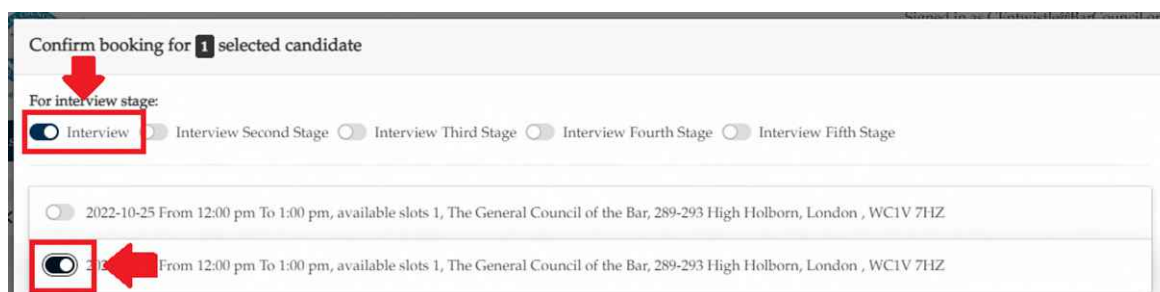 Signed in as
Confirm booking for 1 selected candidate
For interview stage:
Interview Interview Second Stage Interview Third Stage Interview Fourth Stage Interview Fifth Stage
2022-10-25 From 12:00 pm To 1:00 pm, available slots 1, The General Council of the Bar, 289-293 High Holborn, London , WC1V 7HZ
From 12:00 pm To 1:00 pm, available slots 1, The General Council of the Bar, 289-293 High Holborn, London , WC1V 7HZ